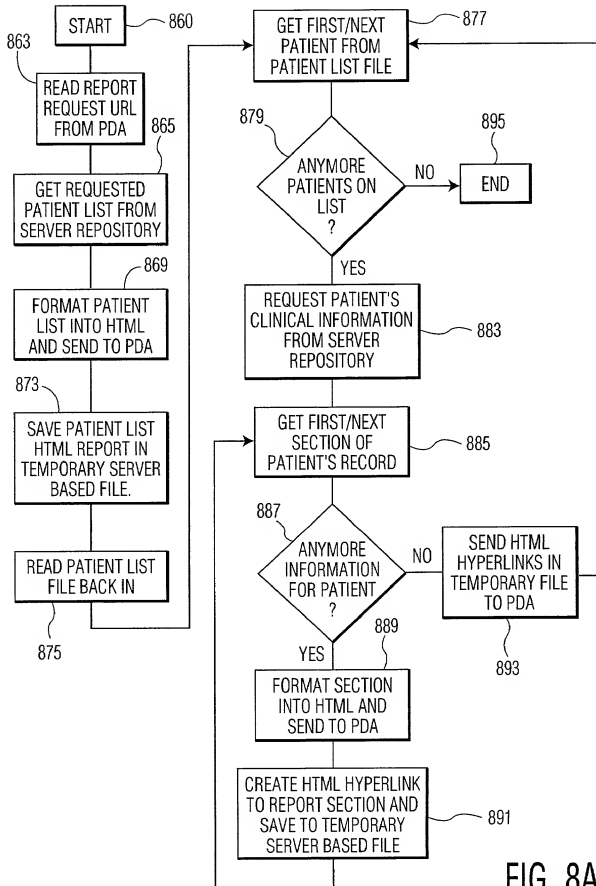 START
860
863
READ REPORT
REQUEST URL
FROM PDA
865
GET REQUESTED
PATIENT LIST FROM
SERVER REPOSITORY
869
FORMAT PATIENT
LIST INTO HTML
AND SEND TO PDA
873
SAVE PATIENT LIST
HTML REPORT IN
TEMPORARY SERVER
BASED FILE.
READ PATIENT LIST
FILE BACK IN
875
GET FIRST/NEXT
PATIENT FROM
PATIENT LIST FILE
877
879
ANYMORE
PATIENTS ON
LIST
?
NO
895
END
YES
REQUEST PATIENT'S
CLINICAL INFORMATION
FROM SERVER
REPOSITORY
883
GET FIRST/NEXT
SECTION OF
PATIENT'S RECORD
885
887
ANYMORE
INFORMATION
FOR PATIENT
?
NO
SEND HTML
HYPERLINKS IN
TEMPORARY FILE
TO PDA
893
YES
889
FORMAT SECTION
INTO HTML AND
SEND TO PDA
CREATE HTML HYPERLINK
TO REPORT SECTION AND
SAVE TO TEMPORARY
SERVER BASED FILE
891
FIG. 8A